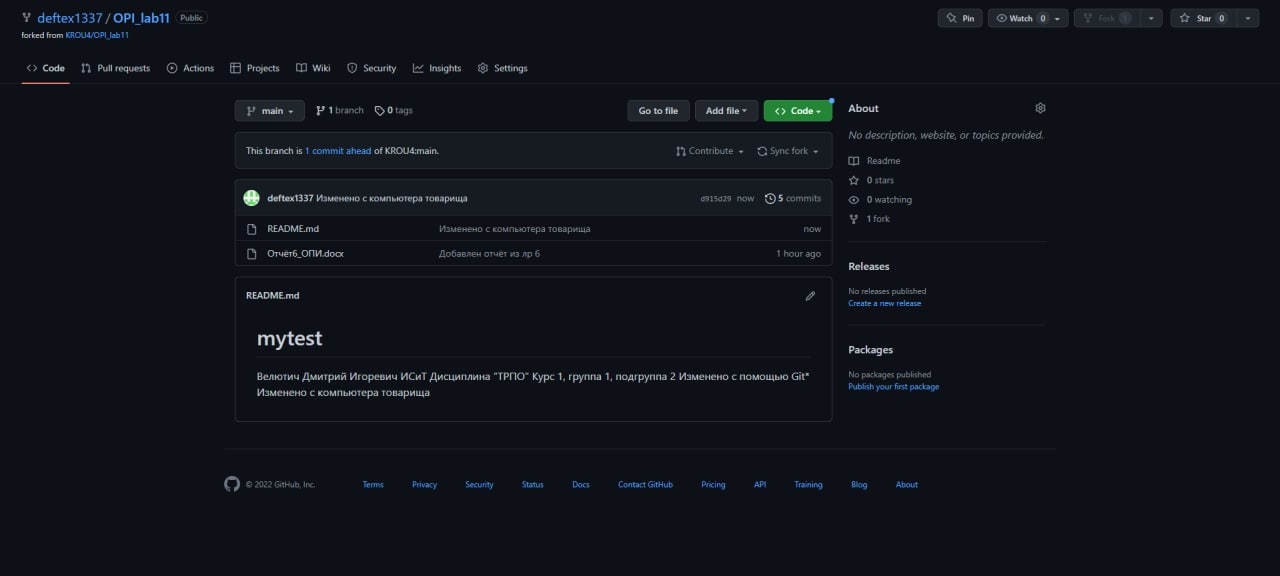 deftex1337 / OPI_lab11 Public
Pin Watch 0 Fork 1 Star 0
forked from KROU4/OPI_lab11
Code Pull requests Actions Projects Wiki Security Insights Settings
main 1 branch 0 tags Go to file Add file Code
This branch is 1 commit ahead of KROU4:main. Contribute Sync fork
deftex1337 Изменено с компьютера товарища d915d29 now 5 commits
README.md Изменено с компьютера товарища now
Отчёт6_ОПИ.docx Добавлен отчёт из лр 6 1 hour ago
README.md
mytest
Велютич Дмитрий Игоревич ИСиТ Дисциплина "ТРПО" Курс 1, группа 1, подгруппа 2 Изменено с помощью Git*
Изменено с компьютера товарища
About
No description, website, or topics provided.
Readme
0 stars
0 watching
1 fork
Releases
No releases published
Create a new release
Packages
No packages published
Publish your first package
© 2022 GitHub, Inc. Terms Privacy Security Status Docs Contact GitHub Pricing API Training Blog About